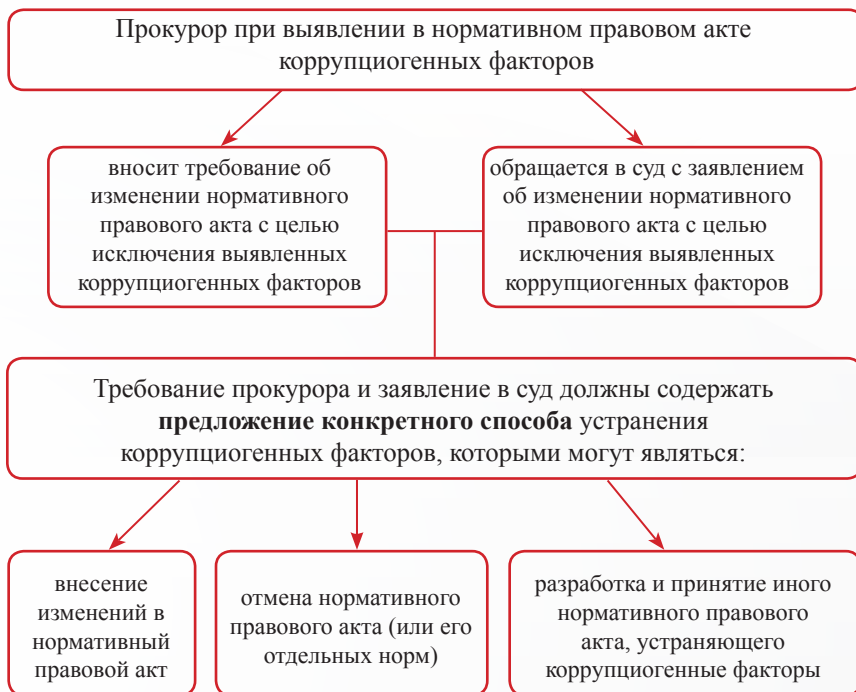 Прокурор при выявлении в нормативном правовом акте
коррупциогенных факторов
вносит требование об
изменении нормативного
правового акта с целью
исключения выявленных
коррупциогенных факторов
обращается в суд с заявлением
об изменении нормативного
правового акта с целью
исключения выявленных
коррупциогенных факторов
Требование прокурора и заявление в суд должны содержать
предложение конкретного способа устранения
коррупциогенных факторов, которыми могут являться:
внесение
изменений в
нормативный
правовой акт
отмена нормативного
правового акта (или его
отдельных норм)
разработка и принятие иного
нормативного правового
акта, устраняющего
коррупциогенные факторы